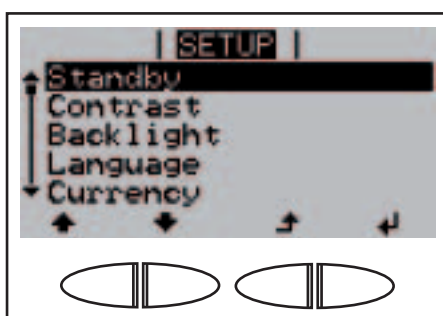 SETUP
Standby
Contrast
Backlight
Language
Currency